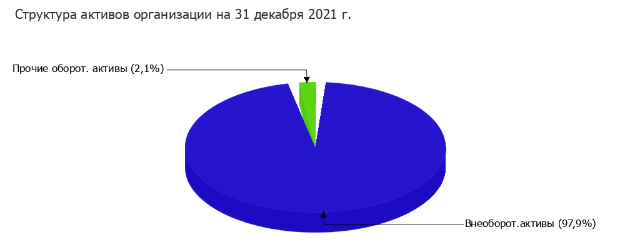 Структура активов организации на 31 декабря 2021 г.
Прочие оборот. активы (2,1%)
Внеоборот.активы (97,9%)